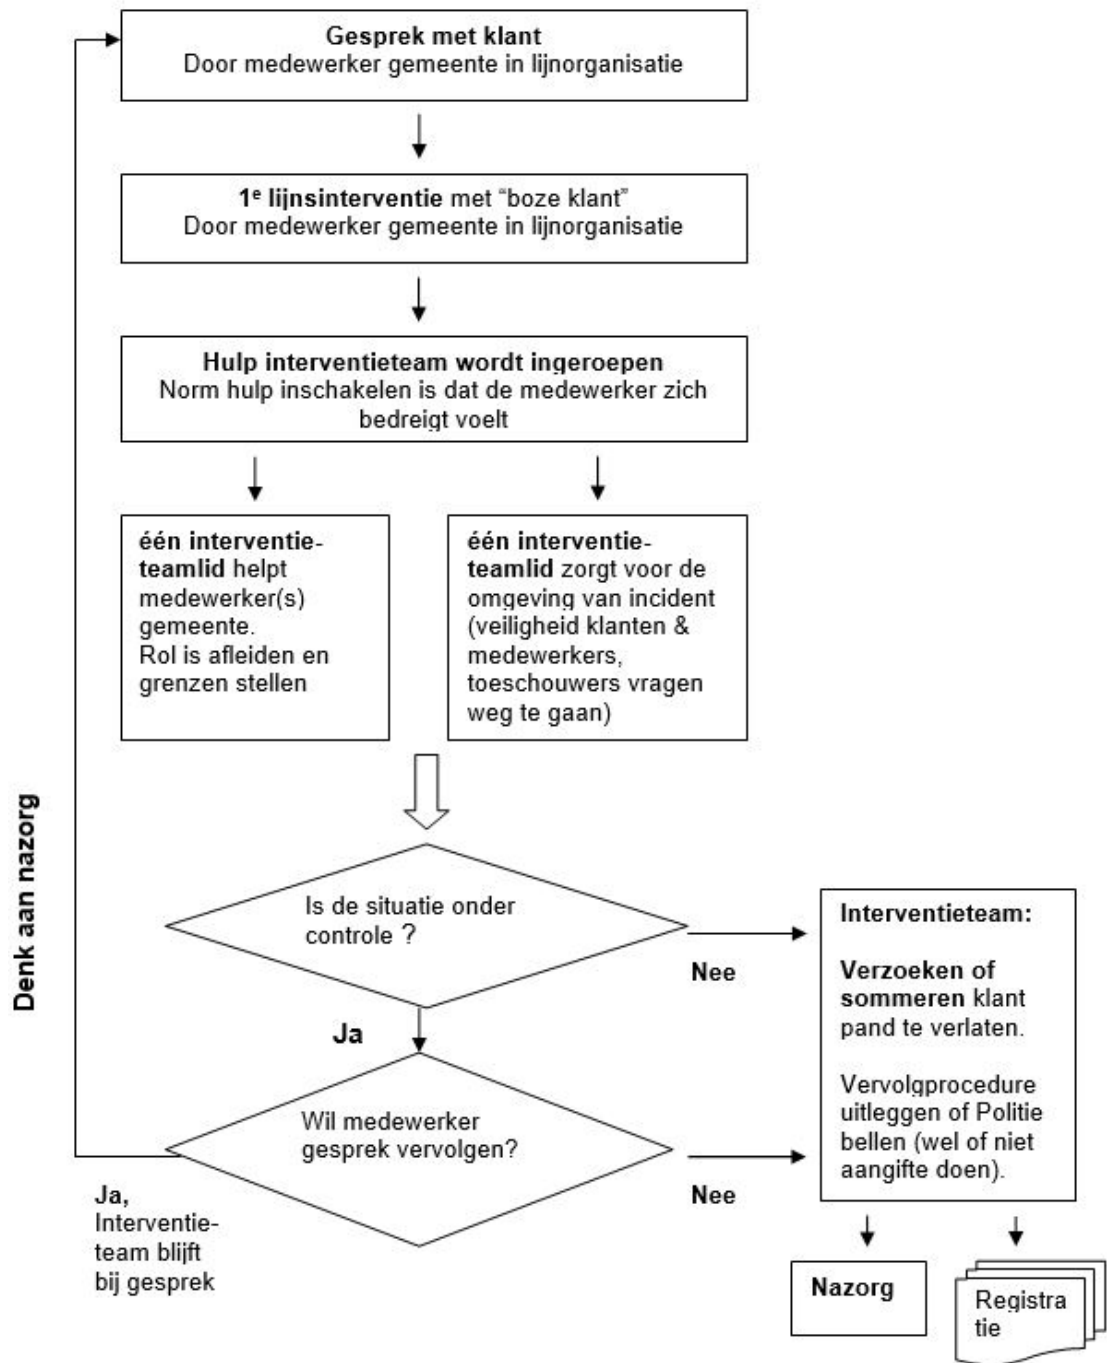 Gesprek met klant
Door medewerker gemeente in lijnorganisatie
1e lijnsinterventie met “boze klant”
Door medewerker gemeente in lijnorganisatie
Hulp interventieteam wordt ingeroepen
Norm hulp inschakelen is dat de medewerker zich
bedreigt voelt
één interventie-
teamlid helpt
medewerker(s)
gemeente.
Rol is afleiden en
grenzen stellen
één interventie-
teamlid zorgt voor de
omgeving van incident
(veiligheid klanten &
medewerkers,
toeschouwers vragen
weg te gaan)
Denk aan nazorg
Is de situatie onder
controle ?
Nee
Ja
Wil medewerker
gesprek vervolgen?
Nee
Ja,
Interventie-
team blijft
bij gesprek
Interventieteam:
Verzoeken of
sommeren klant
pand te verlaten.
Vervolgprocedure
uitleggen of Politie
bellen (wel of niet
aangifte doen).
Nazorg
Registra
tie